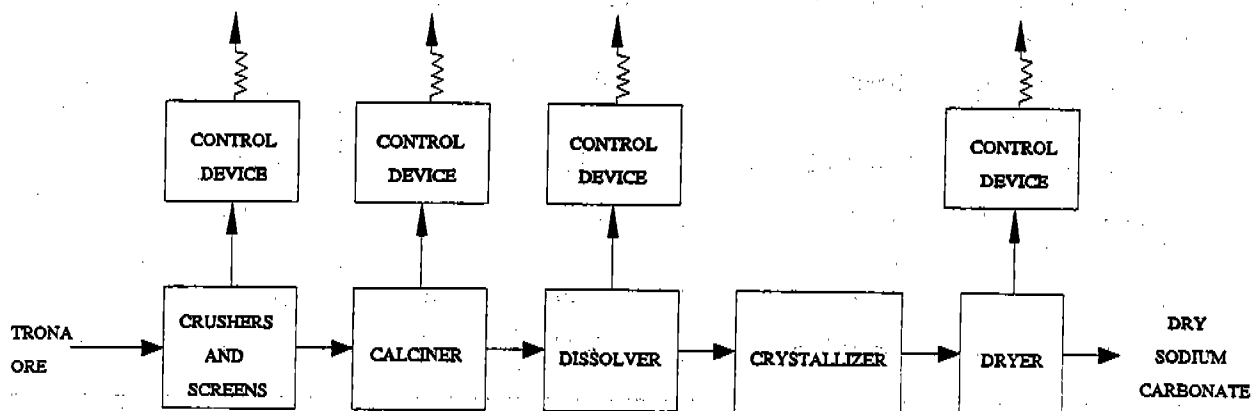 CONTROL
DEVICE
CONTROL
DEVICE
CONTROL
DEVICE
CONTROL
DEVICE
TRONA
ORE
CRUSHERS
AND
SCREENS
CALCINER
DISSOLVER
CRYSTALLIZER
DRYER
DRY
SODIUM
CARBONATE